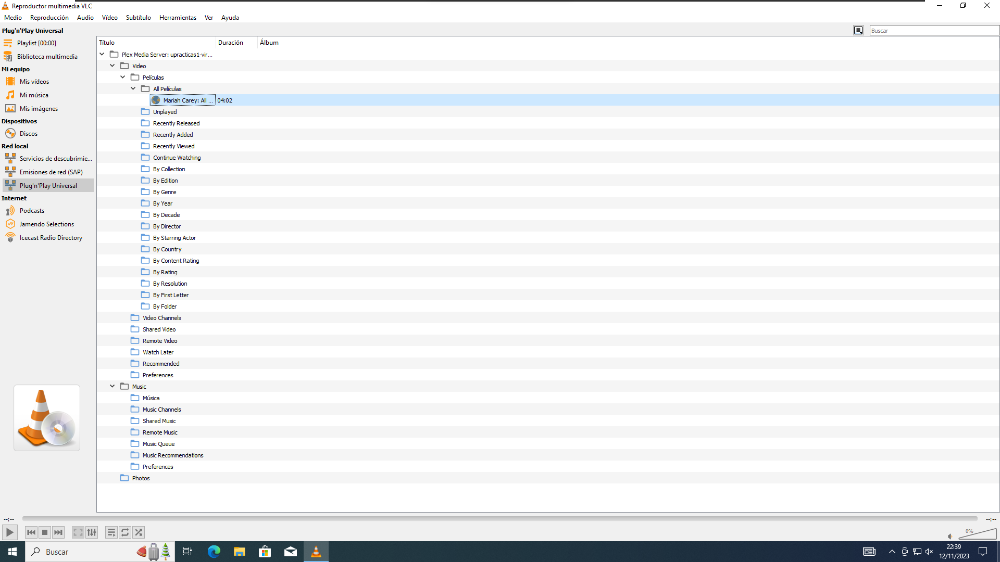 Reproductor multimedia VLC
Medio Reproducción Audio Vídeo Subtítulo Herramientas Ver Ayuda
Plug'n'Play Universal
Buscar
Playlist [00:00]
Biblioteca multimedia
Mi equipo
Mis vídeos
Mi música
Mis imágenes
Dispositivos
Discos
Red local
Servicios de descubrimie...
Emisiones de red (SAP)
Plug'n'Play Universal
Internet
Podcasts
Jamendo Selections
Icecast Radio Directory
Título Duración Álbum
Plex Media Server: upracticas1-vir...
Video
Películas
All Películas
Mariah Carey: All ... 04:02
Unplayed
Recently Released
Recently Added
Recently Viewed
Continue Watching
By Collection
By Edition
By Genre
By Year
By Decade
By Director
By Starring Actor
By Country
By Content Rating
By Rating
By Resolution
By First Letter
By Folder
Video Channels
Shared Video
Remote Video
Watch Later
Recommended
Preferences
Music
Música
Music Channels
Shared Music
Remote Music
Music Queue
Music Recommendations
Preferences
Photos
--:-- --:--
0%
Buscar
22:39
12/11/2023